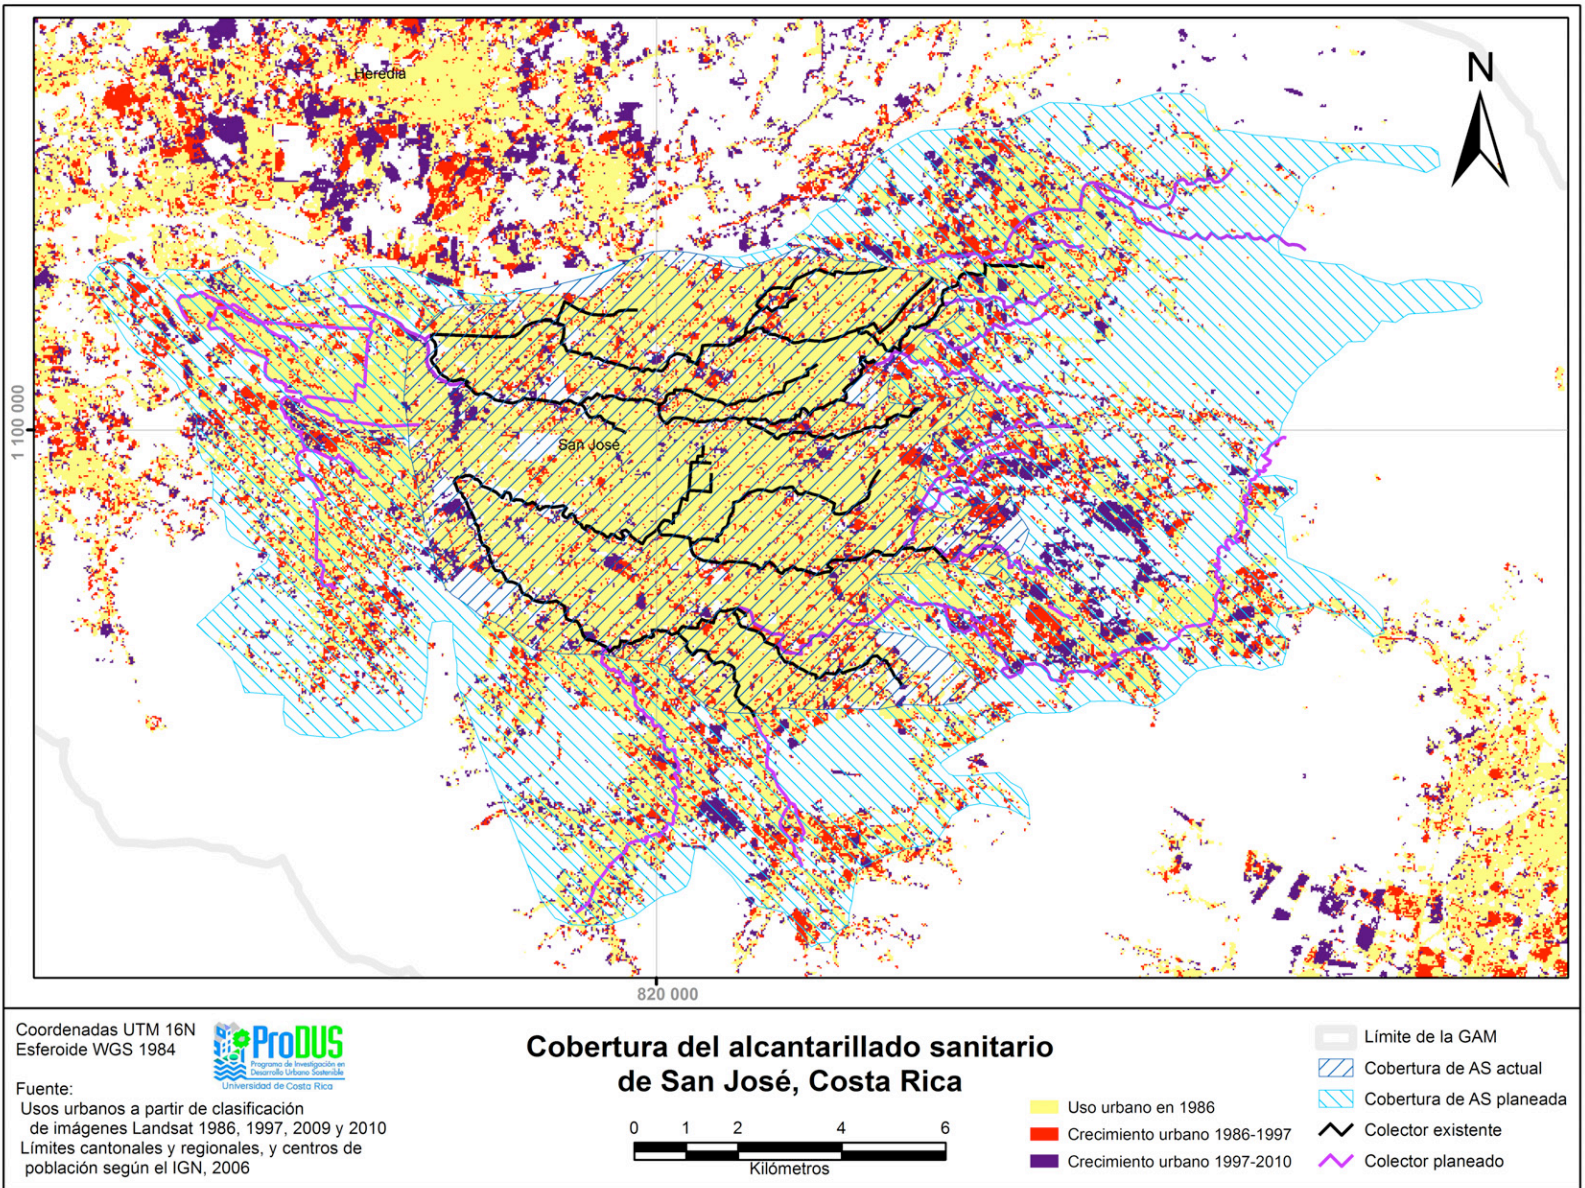 Heredia
N
San José
1 100 000
820 000
Coordenadas UTM 16N
Esferoide WGS 1984
ProDUS
Programa de Investigación en
Desarrollo Urbano Sostenible
Universidad de Costa Rica
Fuente:
Usos urbanos a partir de clasificación
de imágenes Landsat 1986, 1997, 2009 y 2010
Límites cantonales y regionales, y centros de
población según el IGN, 2006
Cobertura del alcantarillado sanitario
de San José, Costa Rica
0 1 2 4 6
Kilómetros
Uso urbano en 1986
Crecimiento urbano 1986-1997
Crecimiento urbano 1997-2010
Límite de la GAM
Cobertura de AS actual
Cobertura de AS planeada
Colector existente
Colector planeado